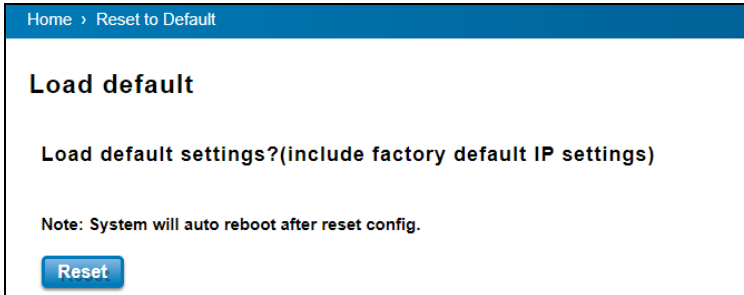 Home › Reset to Default
Load default
Load default settings?(include factory default IP settings)
Note: System will auto reboot after reset config.
Reset